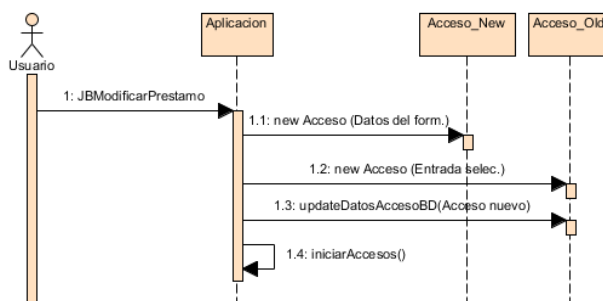 Aplicacion
Acceso_New
Acceso_Old
Usuario
1: JBModificarPrestamo
1.1: new Acceso (Datos del form.)
1.2: new Acceso (Entrada selec.)
1.3: updateDatosAccesoBD(Acceso nuevo)
1.4: iniciarAccesos()